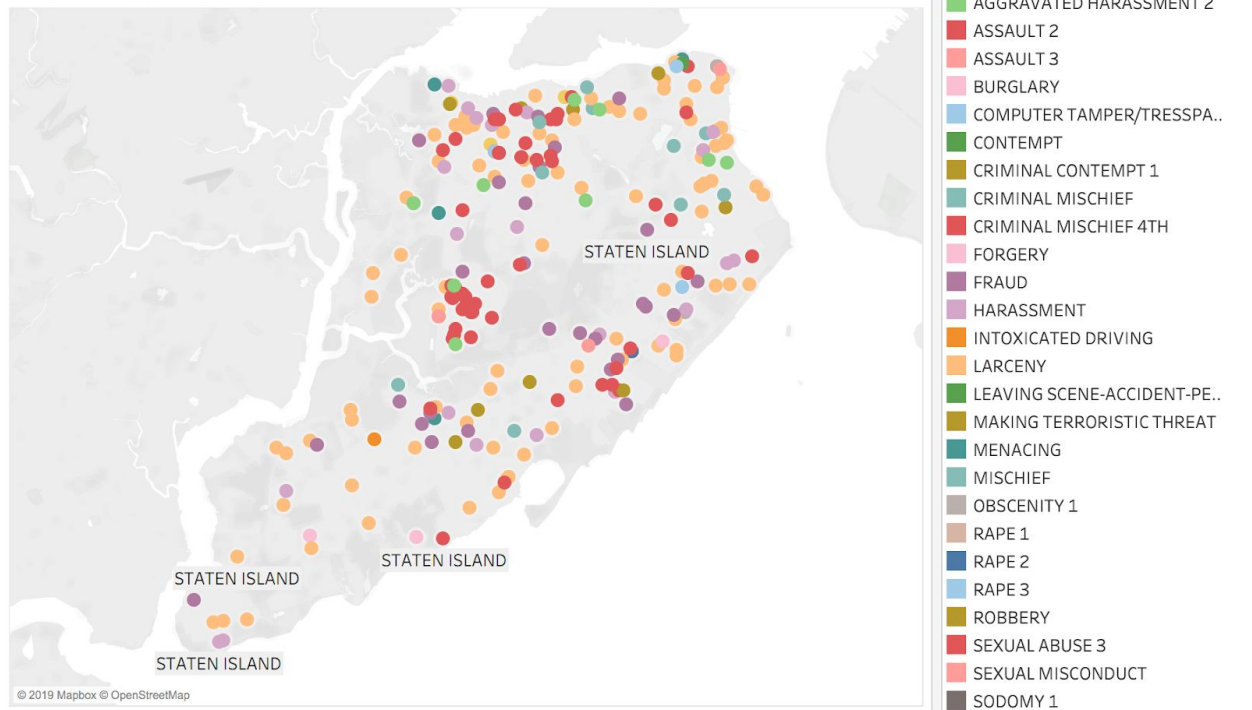 AGGRAVATED HARASSMENT 2
ASSAULT 2
ASSAULT 3
BURGLARY
COMPUTER TAMPER/TRESSPA..
CONTEMPT
CRIMINAL CONTEMPT 1
CRIMINAL MISCHIEF
CRIMINAL MISCHIEF 4TH
FORGERY
FRAUD
HARASSMENT
INTOXICATED DRIVING
LARCENY
LEAVING SCENE-ACCIDENT-PE..
MAKING TERRORISTIC THREAT
MENACING
MISCHIEF
OBSCENITY 1
RAPE 1
RAPE 2
RAPE 3
ROBBERY
SEXUAL ABUSE 3
SEXUAL MISCONDUCT
SODOMY 1
STATEN ISLAND
STATEN ISLAND
STATEN ISLAND
STATEN ISLAND
© 2019 Mapbox © OpenStreetMap